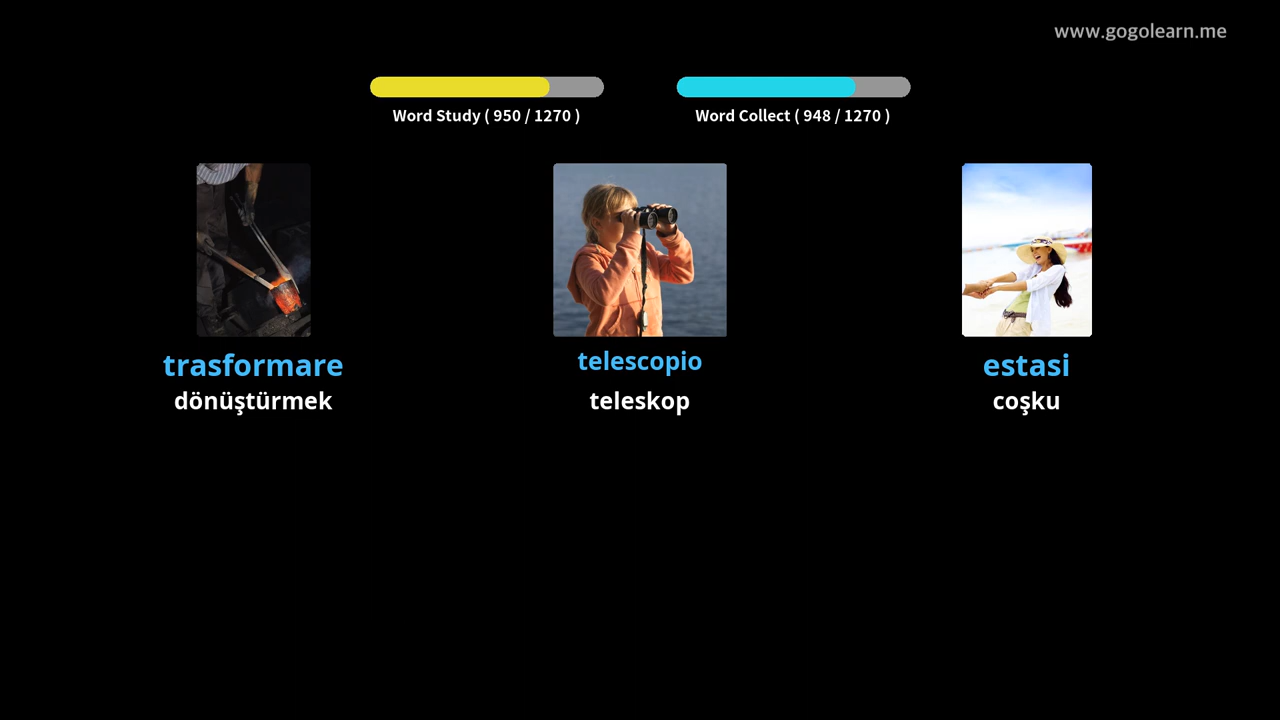 www.gogolearn.me
Word Study ( 950 / 1270 )
Word Collect ( 948 / 1270 )
trasformare
dönüştürmek
telescopio
teleskop
estasi
coşku